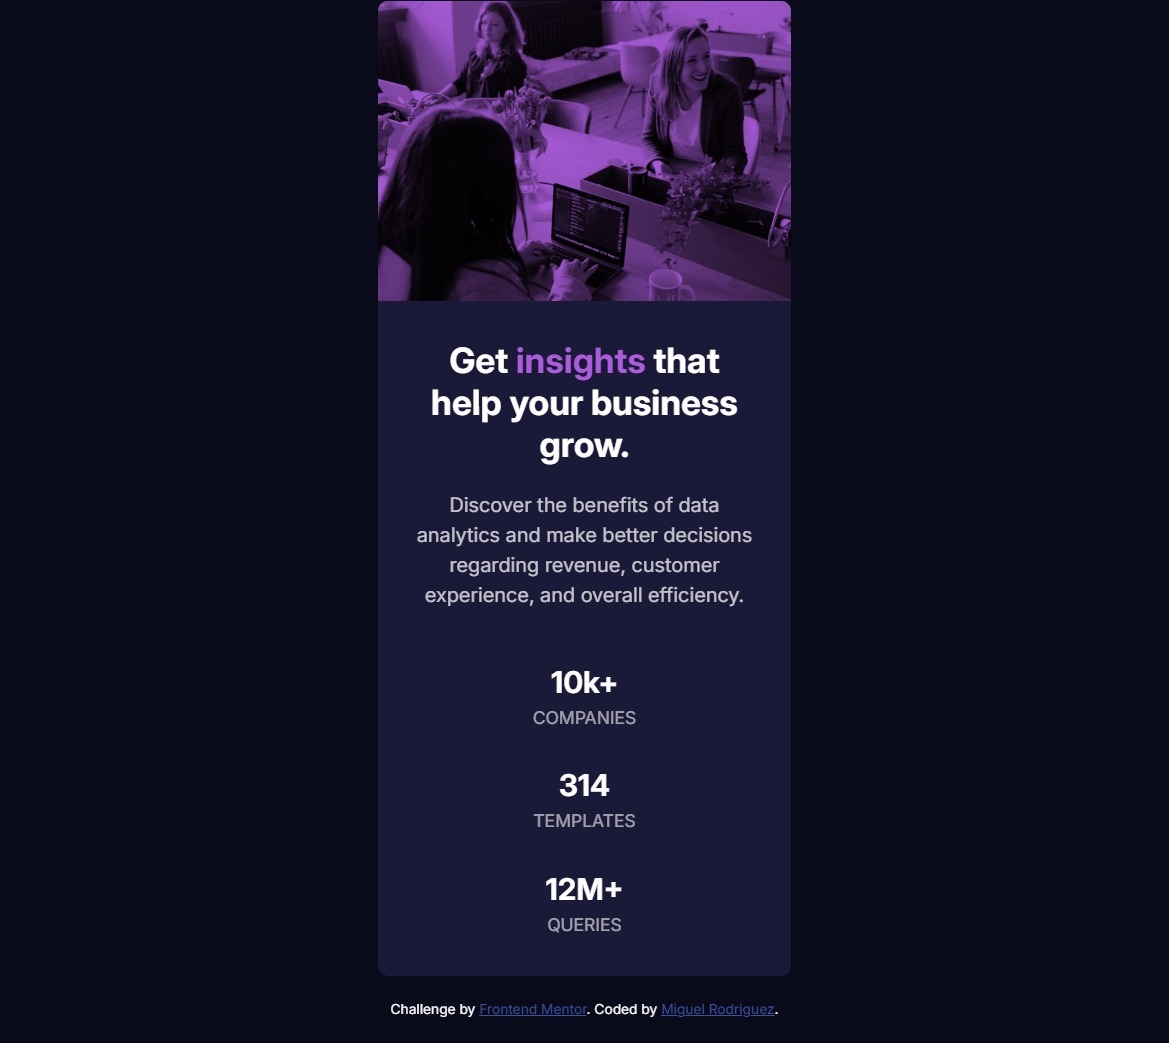 Get insights that
help your business
grow.
Discover the benefits of data
analytics and make better decisions
regarding revenue, customer
experience, and overall efficiency.
10k+
COMPANIES
314
TEMPLATES
12M+
QUERIES
Challenge by Frontend Mentor. Coded by Miguel Rodriguez.